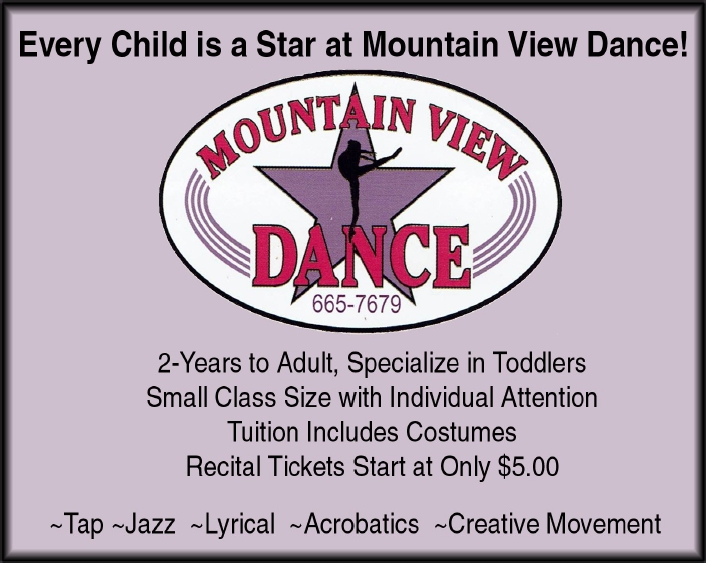 Every Child is a Star at Mountain View Dance!
MOUNTAIN VIEW
DANCE
665-7679
2-Years to Adult, Specialize in Toddlers
Small Class Size with Individual Attention
Tuition Includes Costumes
Recital Tickets Start at Only $5.00
~Tap ~Jazz ~Lyrical ~Acrobatics ~Creative Movement